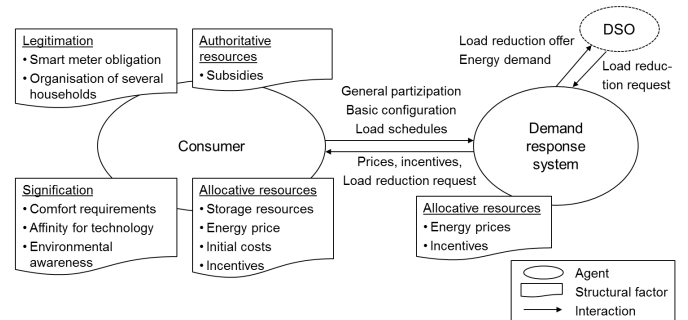 Legitimation
• Smart meter obligation
• Organisation of several
households
Authoritative
resources
• Subsidies
DSO
Load reduction offer
Energy demand
Load reduc-
tion request
General partizipation
Basic configuration
Load schedules
Consumer
Demand
response
system
Prices, incentives,
Load reduction request
Signification
• Comfort requirements
• Affinity for technology
• Environmental
awareness
Allocative resources
• Storage resources
• Energy price
• Initial costs
• Incentives
Allocative resources
• Energy prices
• Incentives
Agent
Structural factor
Interaction